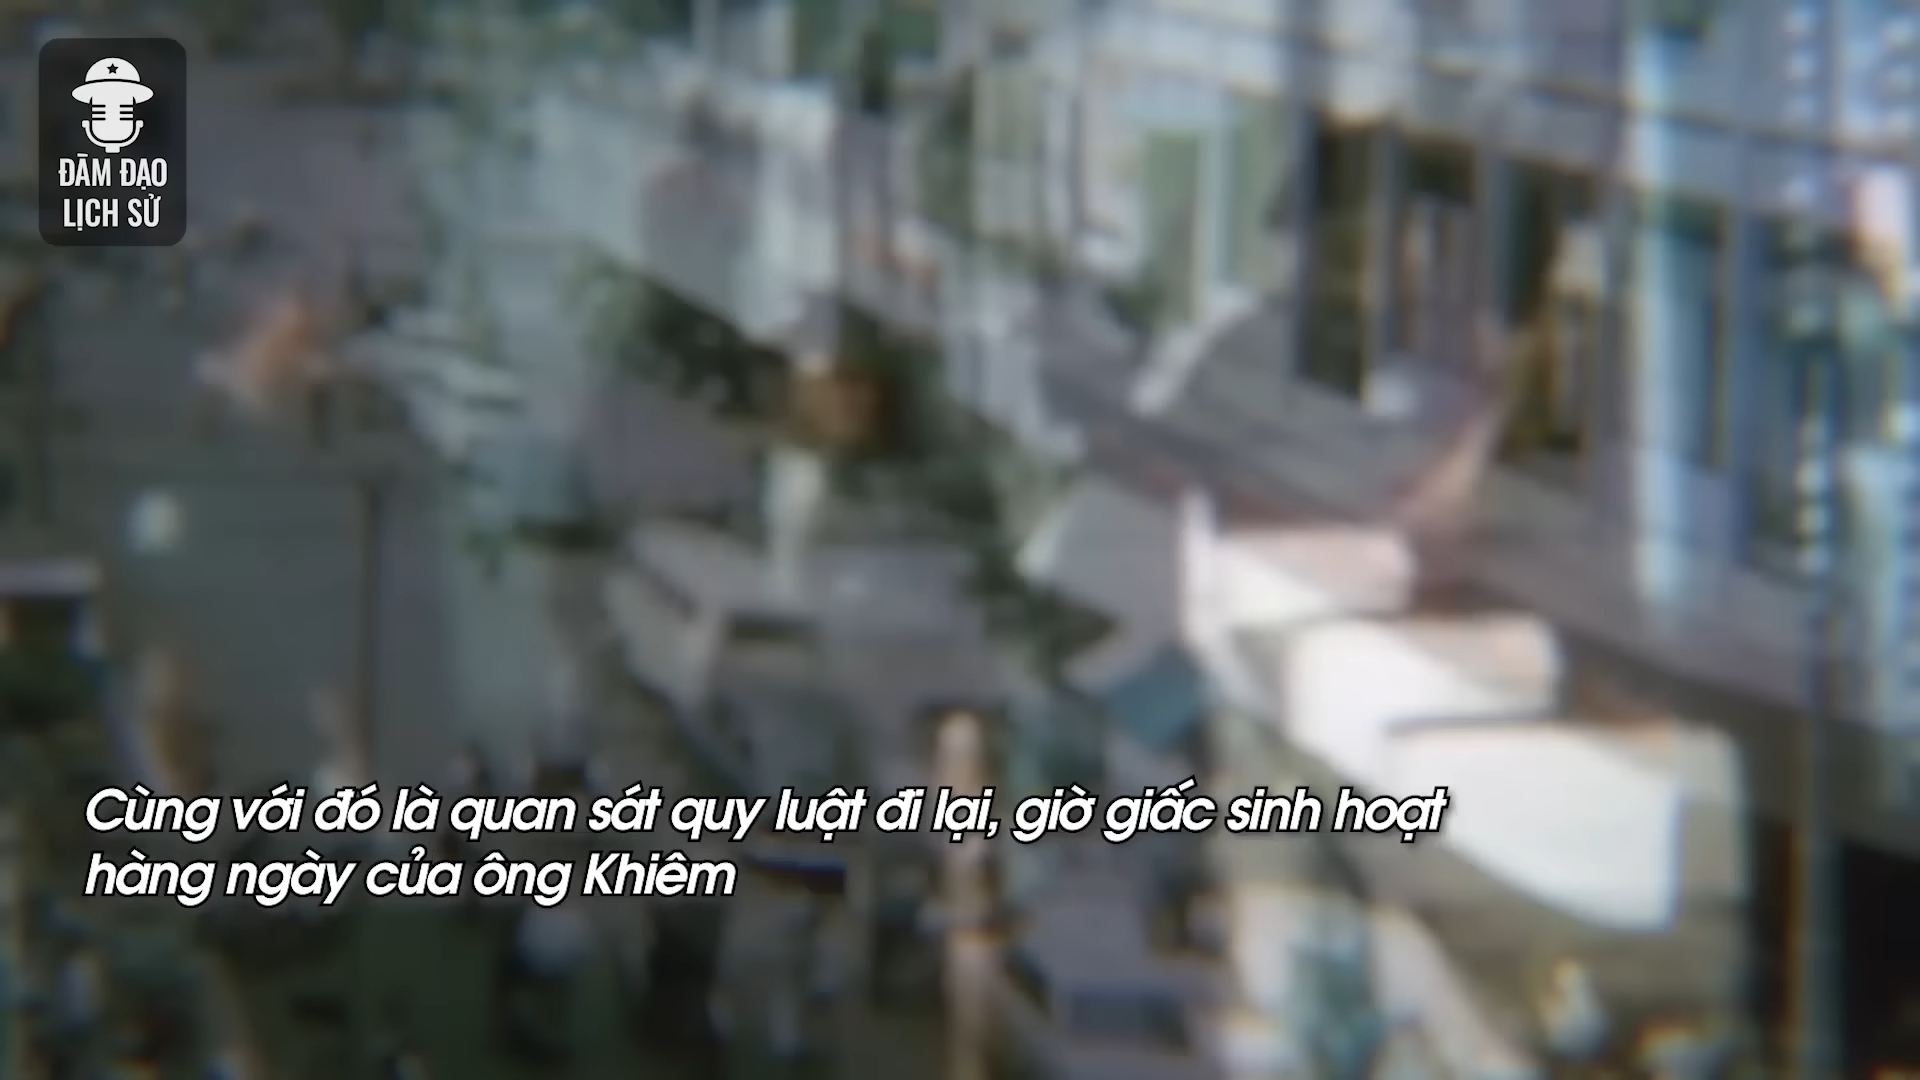 ĐÀM ĐẠO
LỊCH SỬ
Cùng với đó là quan sát quy luật đi lại, giờ giấc sinh hoạt
hàng ngày của ông Khiêm